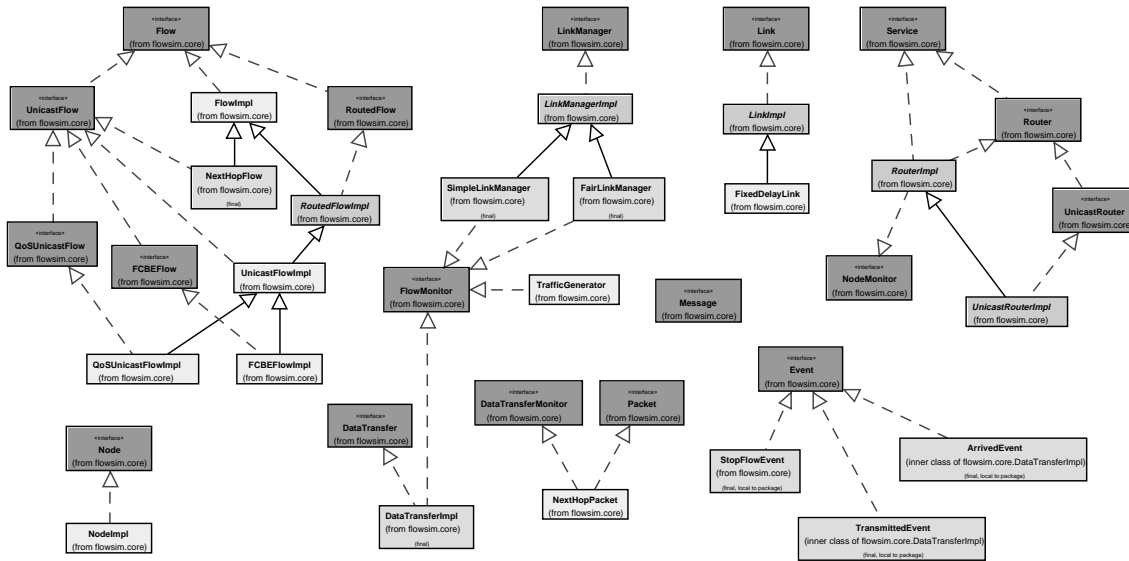 «interface»
Flow
(from flowsim.core)
«interface»
LinkManager
(from flowsim.core)
«interface»
Link
(from flowsim.core)
«interface»
Service
(from flowsim.core)
«interface»
UnicastFlow
(from flowsim.core)
FlowImpl
(from flowsim.core)
«interface»
RoutedFlow
(from flowsim.core)
LinkManagerImpl
(from flowsim.core)
LinkImpl
(from flowsim.core)
«interface»
Router
(from flowsim.core)
NextHopFlow
(from flowsim.core)
(final)
RoutedFlowImpl
(from flowsim.core)
SimpleLinkManager
(from flowsim.core)
(final)
FairLinkManager
(from flowsim.core)
(final)
FixedDelayLink
(from flowsim.core)
RouterImpl
(from flowsim.core)
«interface»
UnicastRouter
(from flowsim.core)
«interface»
QoSUnicastFlow
(from flowsim.core)
«interface»
FCBEFlow
(from flowsim.core)
UnicastFlowImpl
(from flowsim.core)
«interface»
FlowMonitor
(from flowsim.core)
TrafficGenerator
(from flowsim.core)
«interface»
Message
(from flowsim.core)
«interface»
NodeMonitor
(from flowsim.core)
UnicastRouterImpl
(from flowsim.core)
QoSUnicastFlowImpl
(from flowsim.core)
FCBEFlowImpl
(from flowsim.core)
«interface»
Event
(from flowsim.core)
«interface»
DataTransfer
(from flowsim.core)
«interface»
DataTransferMonitor
(from flowsim.core)
«interface»
Packet
(from flowsim.core)
«interface»
Node
(from flowsim.core)
StopFlowEvent
(from flowsim.core)
(final, local to package)
ArrivedEvent
(inner class of flowsim.core.DataTransferImpl)
(final, local to package)
NodeImpl
(from flowsim.core)
DataTransferImpl
(from flowsim.core)
(final)
NextHopPacket
(from flowsim.core)
TransmittedEvent
(inner class of flowsim.core.DataTransferImpl)
(final, local to package)